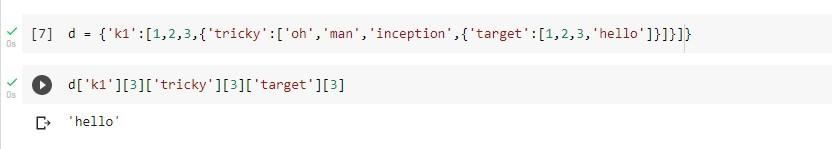 [7] d = {'k1':[1,2,3,{'tricky':['oh','man','inception',{'target':[1,2,3,'hello']}]}]}
0s
d['k1'][3]['tricky'][3]['target'][3]
0s
'hello'